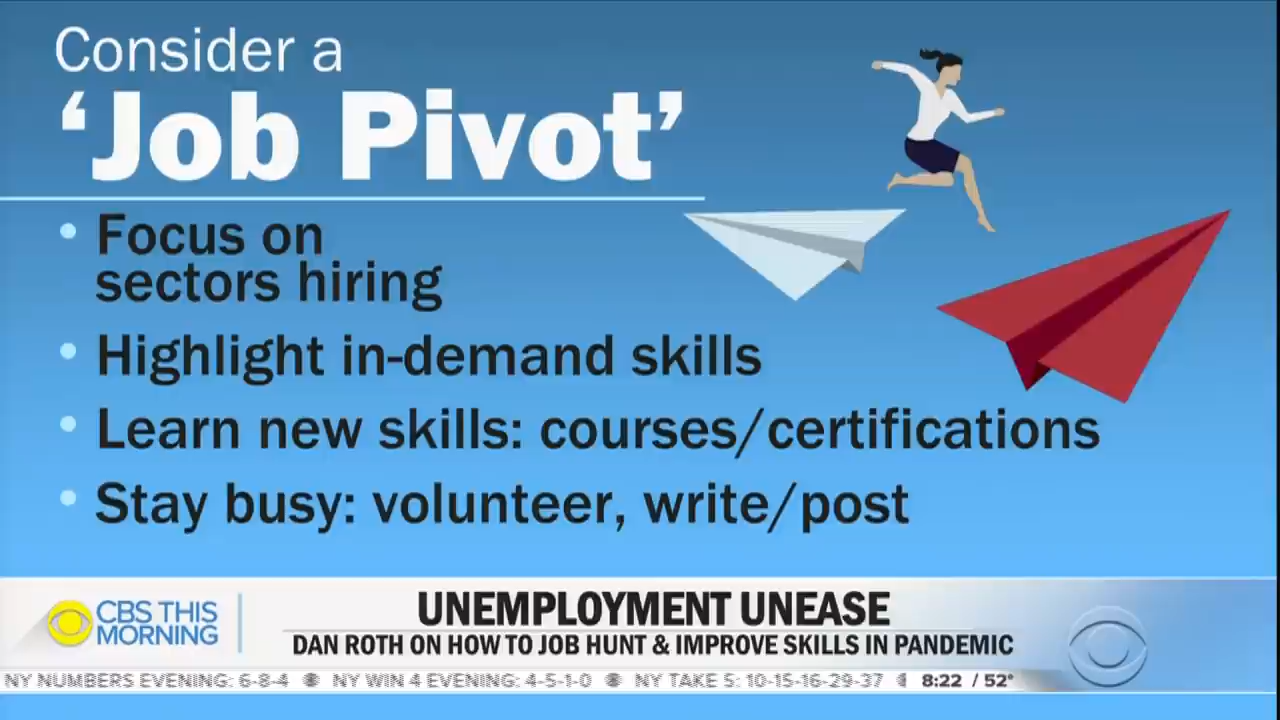 Consider a
‘Job Pivot’
• Focus on
sectors hiring
• Highlight in-demand skills
• Learn new skills: courses/certifications
• Stay busy: volunteer, write/post
CBS THIS
MORNING
UNEMPLOYMENT UNEASE
DAN ROTH ON HOW TO JOB HUNT & IMPROVE SKILLS IN PANDEMIC
NY NUMBERS EVENING: 6-8-4 NY WIN 4 EVENING: 4-5-1-0 NY TAKE 5: 10-15-16-29-37 8:22 / 52°